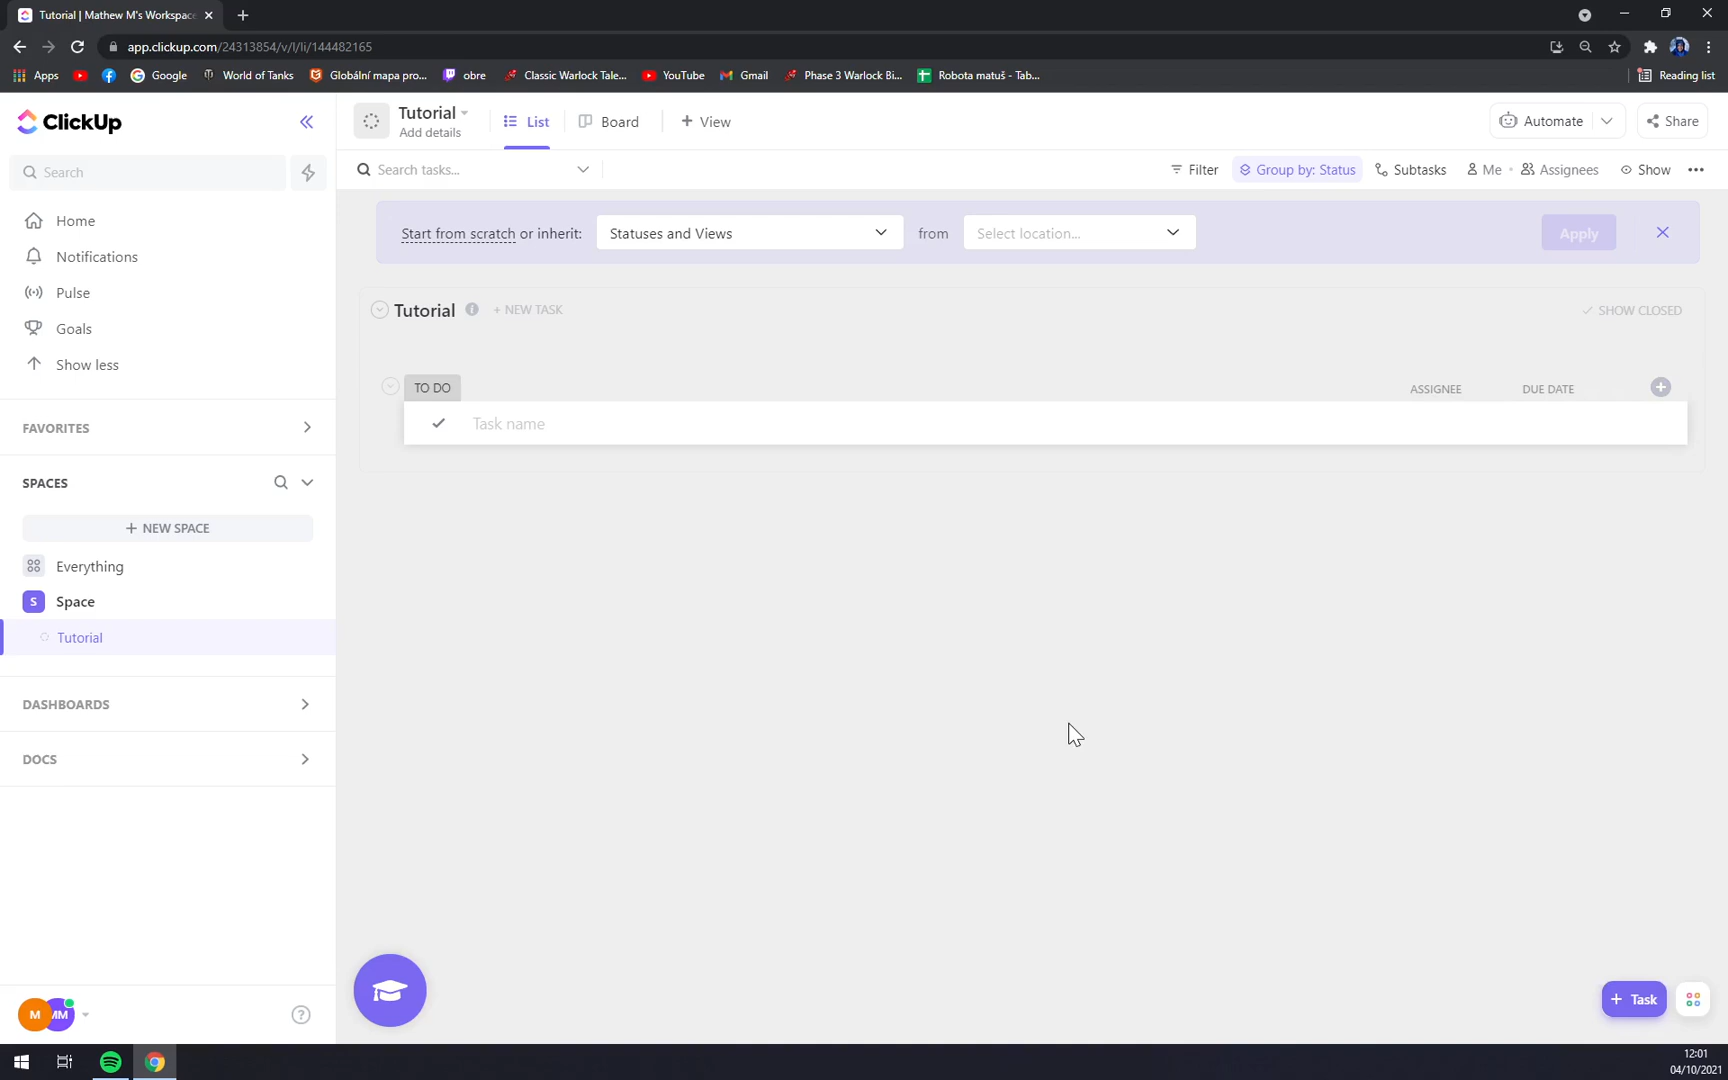 Tutorial | Mathew M's Workspace
app.clickup.com/24313854/v/l/li/144482165
Apps
Google
World of Tanks
Globální mapa pro...
obre
Classic Warlock Tale...
YouTube
Gmail
Phase 3 Warlock Bi...
Robota matuš - Tab...
Reading list
ClickUp
Tutorial
Add details
List
Board
+ View
Automate
Share
Search
Search tasks...
Filter
Group by: Status
Subtasks
Me
Assignees
Show
Home
Notifications
Pulse
Goals
Show less
Start from scratch or inherit:
Statuses and Views
from
Select location...
Apply
Tutorial
+ NEW TASK
SHOW CLOSED
TO DO
ASSIGNEE
DUE DATE
Task name
FAVORITES
SPACES
+ NEW SPACE
Everything
S
Space
Tutorial
DASHBOARDS
DOCS
M
MM
+ Task
12:01
04/10/2021